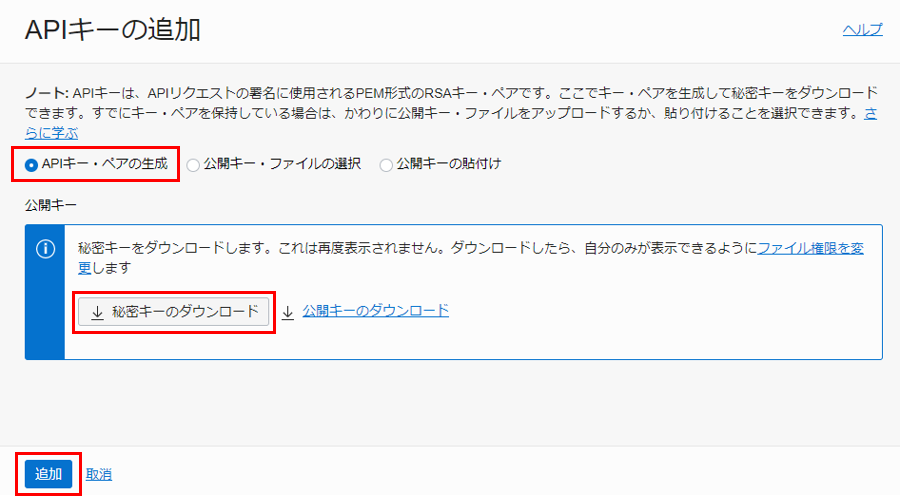 APIキーの追加
ヘルプ
ノート: APIキーは、APIリクエストの署名に使用されるPEM形式のRSAキー・ペアです。ここでキー・ペアを生成して秘密キーをダウンロード
できます。すでにキー・ペアを保持している場合は、かわりに公開キー・ファイルをアップロードするか、貼り付けることを選択できます。さ
らに学ぶ
APIキー・ペアの生成 公開キー・ファイルの選択 公開キーの貼付け
公開キー
秘密キーをダウンロードします。これは再度表示されません。ダウンロードしたら、自分のみが表示できるようにファイル権限を変
更します
秘密キーのダウンロード 公開キーのダウンロード
追加 取消